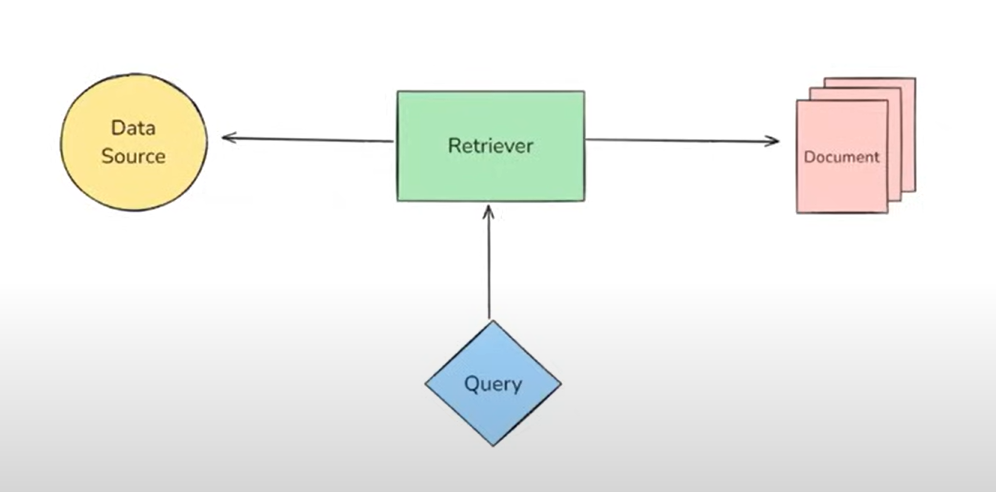 Data
Source
Retriever
Document
Query